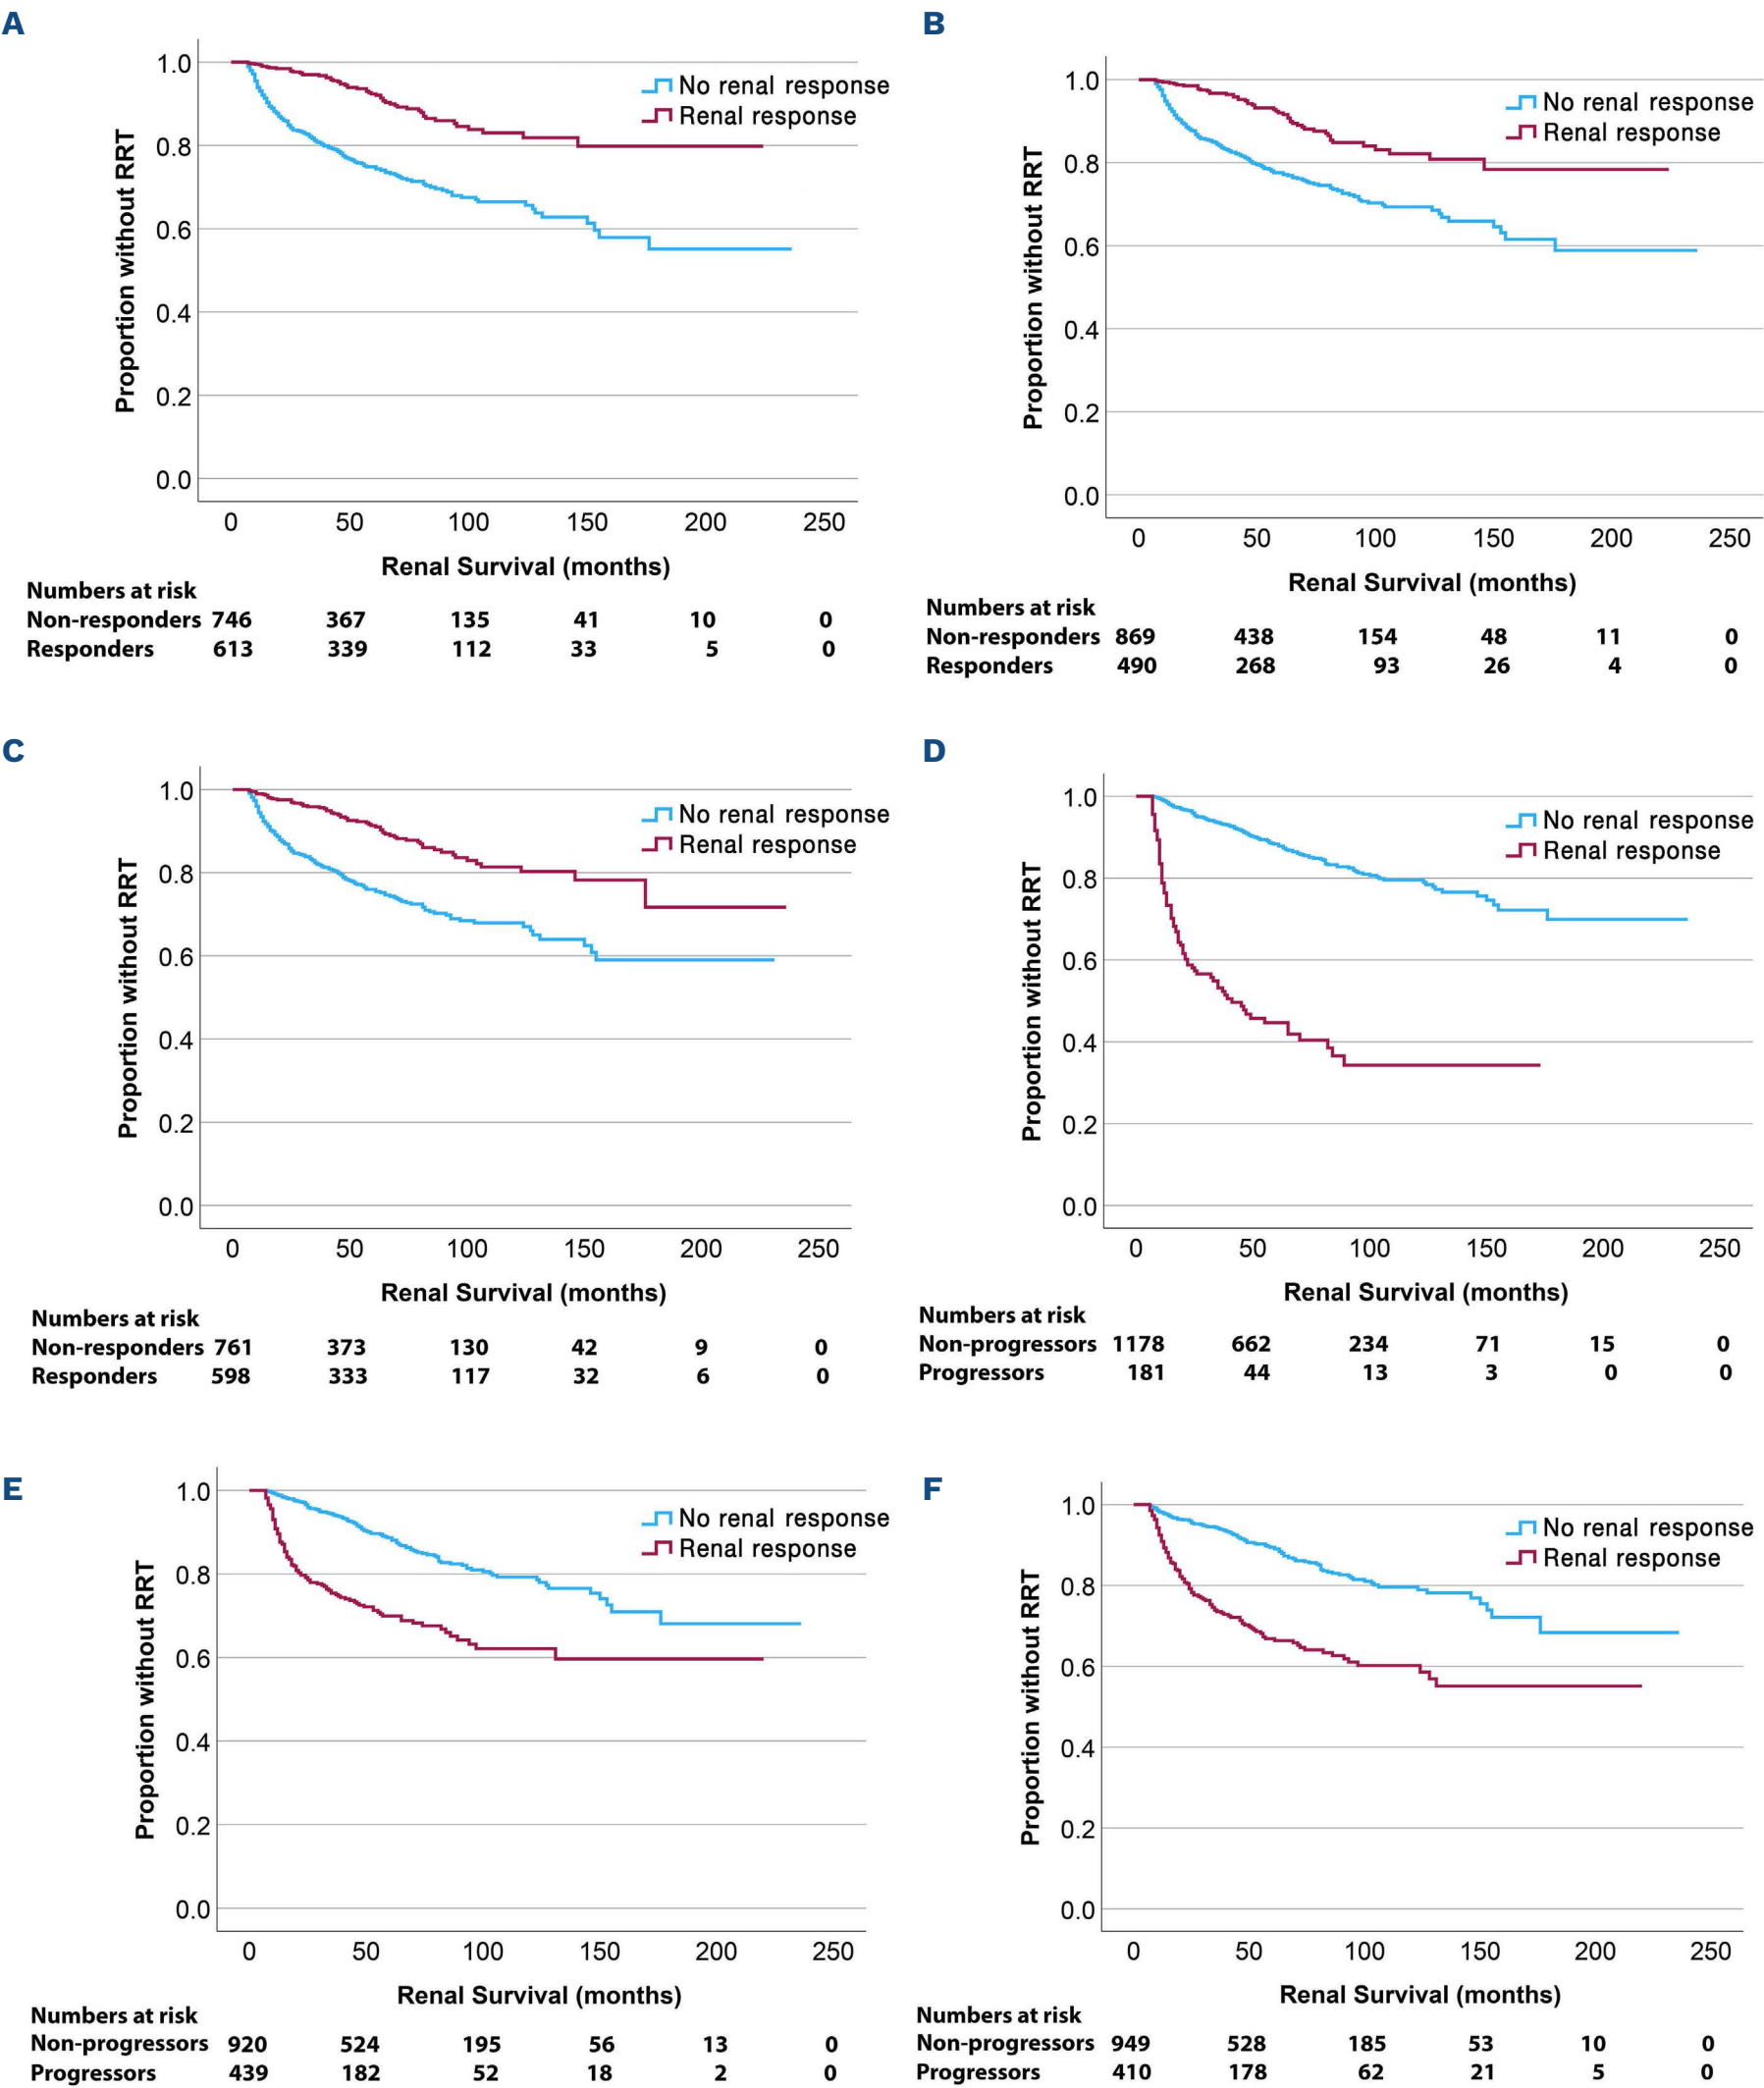 A
1.0
0.8
0.6
0.4
0.2
0.0
Proportion without RRT
No renal response
Renal response
0 50 100 150 200 250
Renal Survival (months)
Numbers at risk
Non-responders 746 367 135 41 10 0
Responders 613 339 112 33 5 0
B
1.0
0.8
0.6
0.4
0.2
0.0
Proportion without RRT
No renal response
Renal response
0 50 100 150 200 250
Renal Survival (months)
Numbers at risk
Non-responders 869 438 154 48 11 0
Responders 490 268 93 26 4 0
C
1.0
0.8
0.6
0.4
0.2
0.0
Proportion without RRT
No renal response
Renal response
0 50 100 150 200 250
Renal Survival (months)
Numbers at risk
Non-responders 761 373 130 42 9 0
Responders 598 333 117 32 6 0
D
1.0
0.8
0.6
0.4
0.2
0.0
Proportion without RRT
No renal response
Renal response
0 50 100 150 200 250
Renal Survival (months)
Numbers at risk
Non-progressors 1178 662 234 71 15 0
Progressors 181 44 13 3 0 0
E
1.0
0.8
0.6
0.4
0.2
0.0
Proportion without RRT
No renal response
Renal response
0 50 100 150 200 250
Renal Survival (months)
Numbers at risk
Non-progressors 920 524 195 56 13 0
Progressors 439 182 52 18 2 0
F
1.0
0.8
0.6
0.4
0.2
0.0
Proportion without RRT
No renal response
Renal response
0 50 100 150 200 250
Renal Survival (months)
Numbers at risk
Non-progressors 949 528 185 53 10 0
Progressors 410 178 62 21 5 0